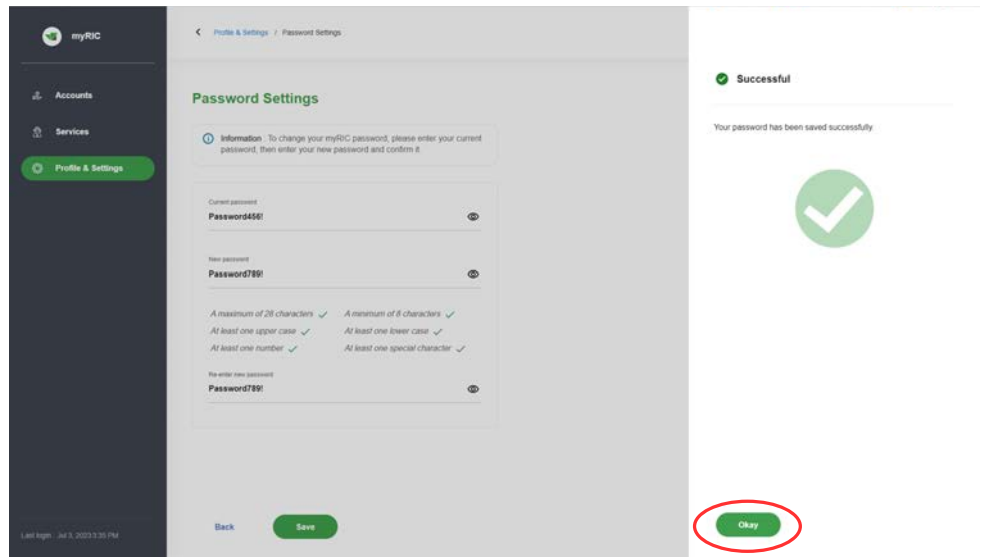 myRIC
Profile & Settings / Password Settings
Accounts
Services
Profile & Settings
Password Settings
Information : To change your myRIC password, please enter your current
password, then enter your new password and confirm it
Current password
Password456!
New password
Password789!
A maximum of 28 characters
A minimum of 8 characters
At least one upper case
At least one lower case
At least one number
At least one special character
Re-enter new password
Password789!
Back
Save
Last login : Jul 3, 2023 3:35 PM
Successful
Your password has been saved successfully
Okay